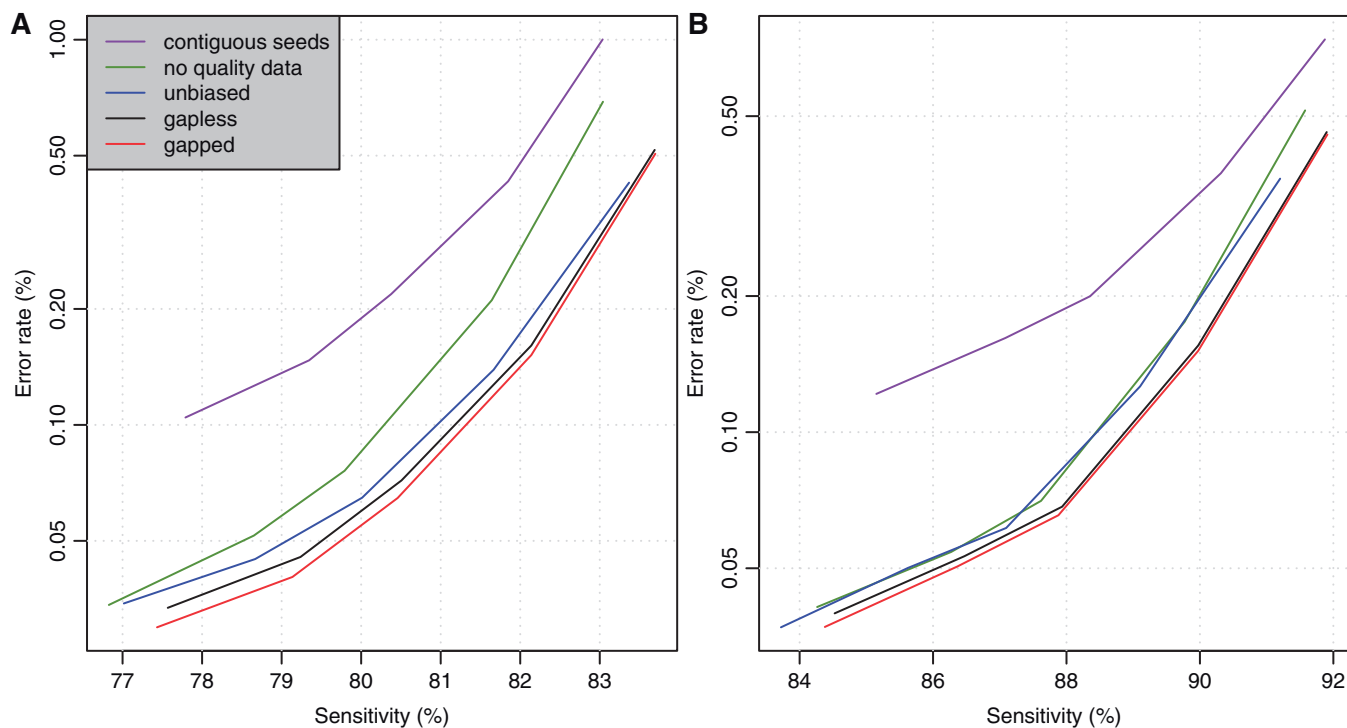 A
contiguous seeds
no quality data
unbiased
gapless
gapped
1.00
0.50
0.20
0.10
0.05
Error rate (%)
77 78 79 80 81 82 83
Sensitivity (%)
B
0.50
0.20
0.10
0.05
Error rate (%)
84 86 88 90 92
Sensitivity (%)